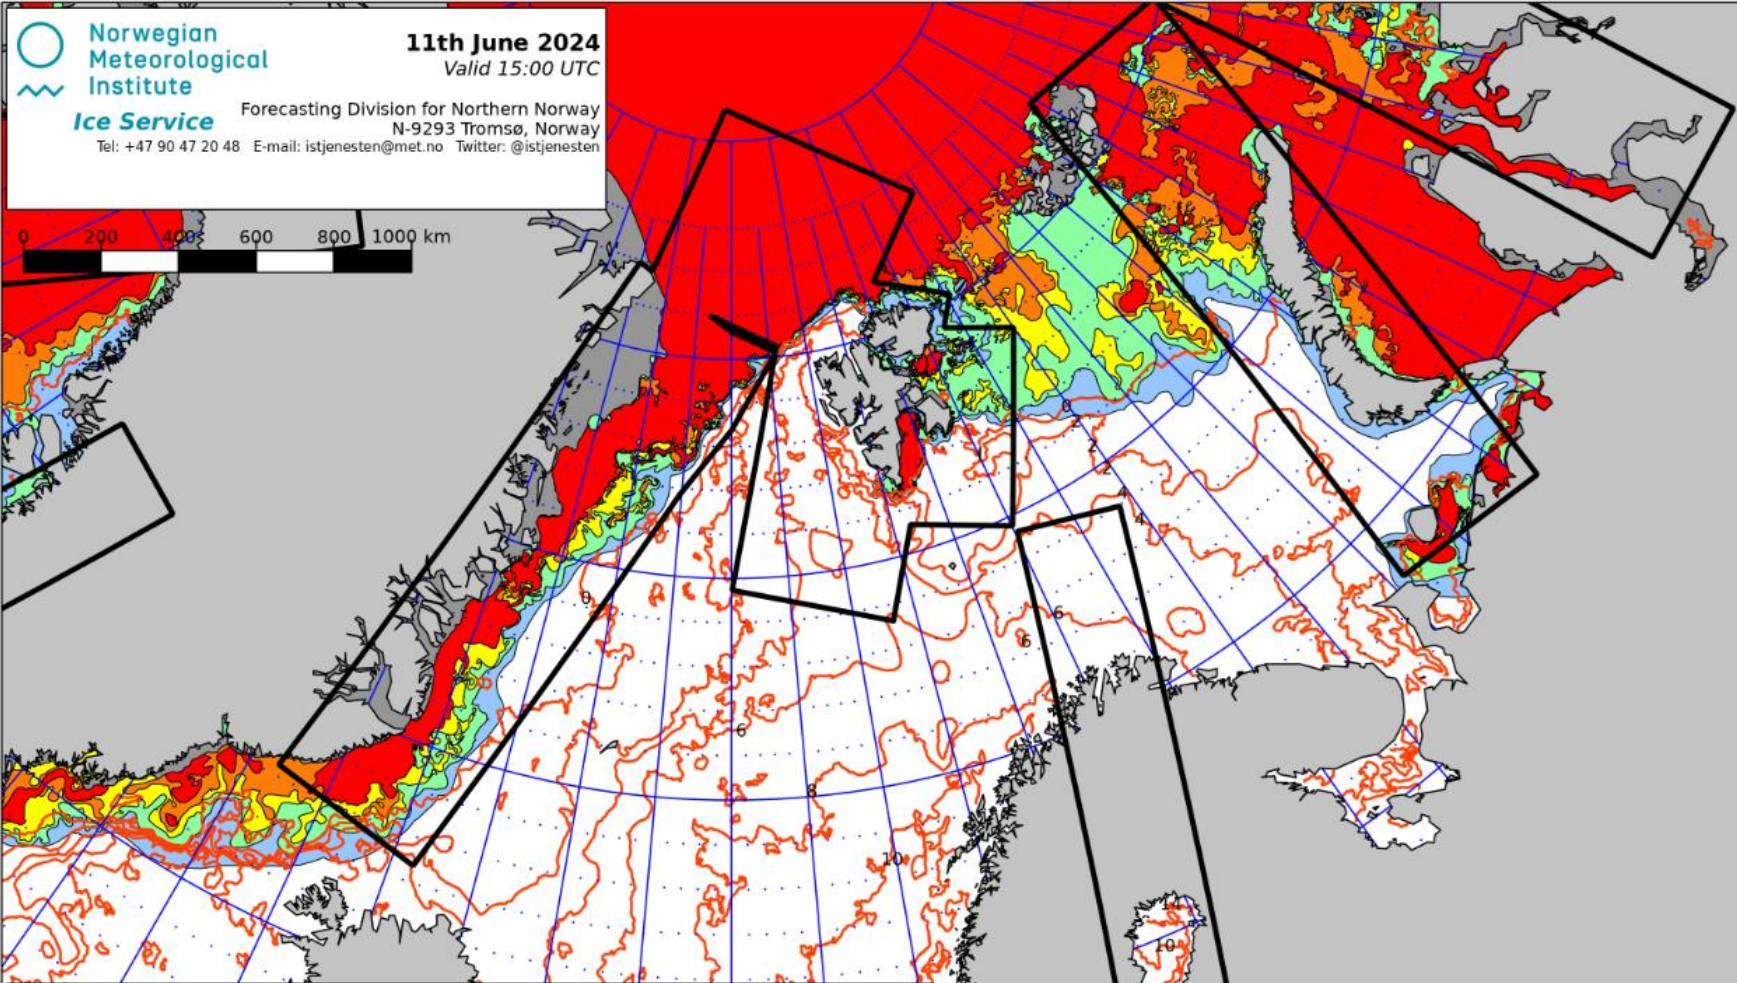 Norwegian
Meteorological
Institute
Ice Service
11th June 2024
Valid 15:00 UTC
Forecasting Division for Northern Norway
N-9293 Tromsø, Norway
Tel: +47 90 47 20 48 E-mail: istjenesten@met.no Twitter: @istjenesten
0 200 400 600 800 1000 km
0
2
2
2
4
4
0
6
6
6
8
10
14
10